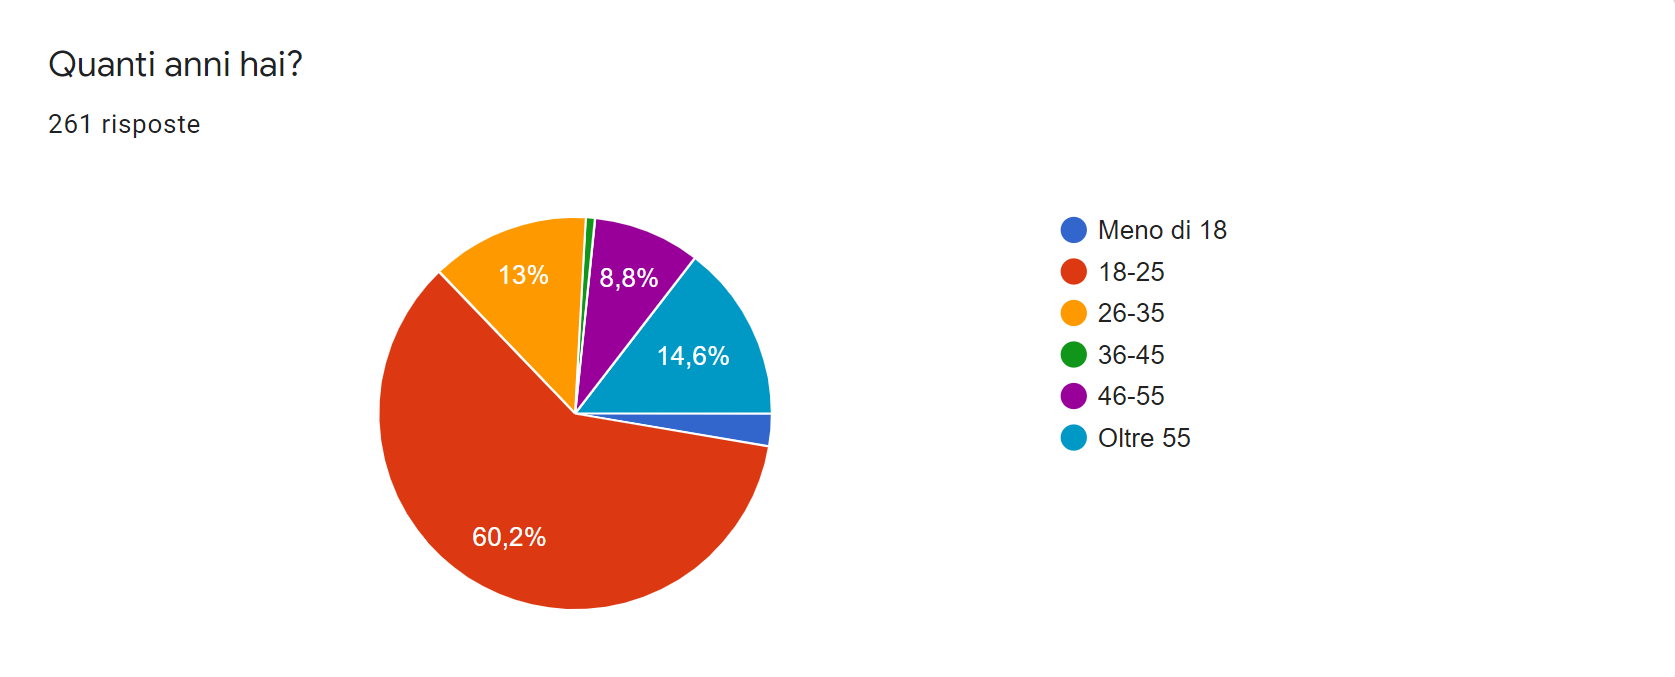 Quanti anni hai?
261 risposte
13%
8,8%
14,6%
60,2%
Meno di 18
18-25
26-35
36-45
46-55
Oltre 55